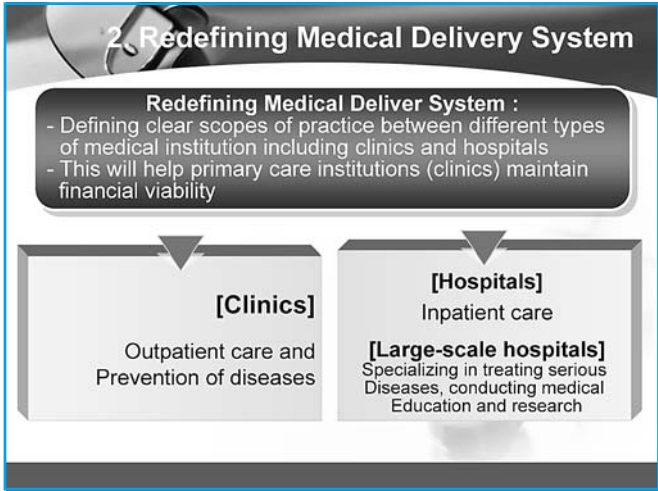 2. Redefining Medical Delivery System
Redefining Medical Deliver System :
- Defining clear scopes of practice between different types
of medical institution including clinics and hospitals
- This will help primary care institutions (clinics) maintain
financial viability
[Clinics]
Outpatient care and
Prevention of diseases
[Hospitals]
Inpatient care
[Large-scale hospitals]
Specializing in treating serious
Diseases, conducting medical
Education and research